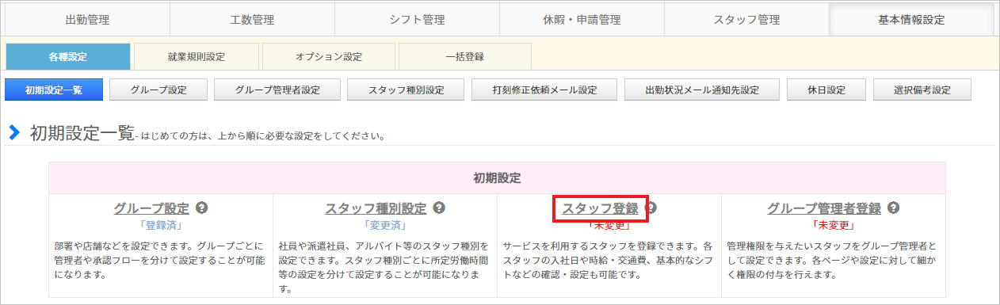 出勤管理 工数管理 シフト管理 休暇・申請管理 スタッフ管理 基本情報設定
各種設定 就業規則設定 オプション設定 一括登録
初期設定一覧 グループ設定 グループ管理者設定 スタッフ種別設定 打刻修正依頼メール設定 出勤状況メール通知先設定 休日設定 選択備考設定
初期設定一覧 - はじめての方は、上から順に必要な設定をしてください。
初期設定
グループ設定 ?
「登録済」
部署や店舗などを設定できます。グループごとに
管理者や承認フローを分けて設定することが可能
になります。
スタッフ種別設定 ?
「変更済」
社員や派遣社員、アルバイト等のスタッフ種別を
設定できます。スタッフ種別ごとに所定労働時間
等の設定を分けて設定することが可能になりま
す。
スタッフ登録 ?
「未変更」
サービスを利用するスタッフを登録できます。各
スタッフの入社日や時給・交通費、基本的なシフ
トなどの確認・設定も可能です。
グループ管理者登録 ?
「未変更」
管理権限を与えたいスタッフをグループ管理者と
して設定できます。各ページや設定に対して細か
く権限の付与を行えます。